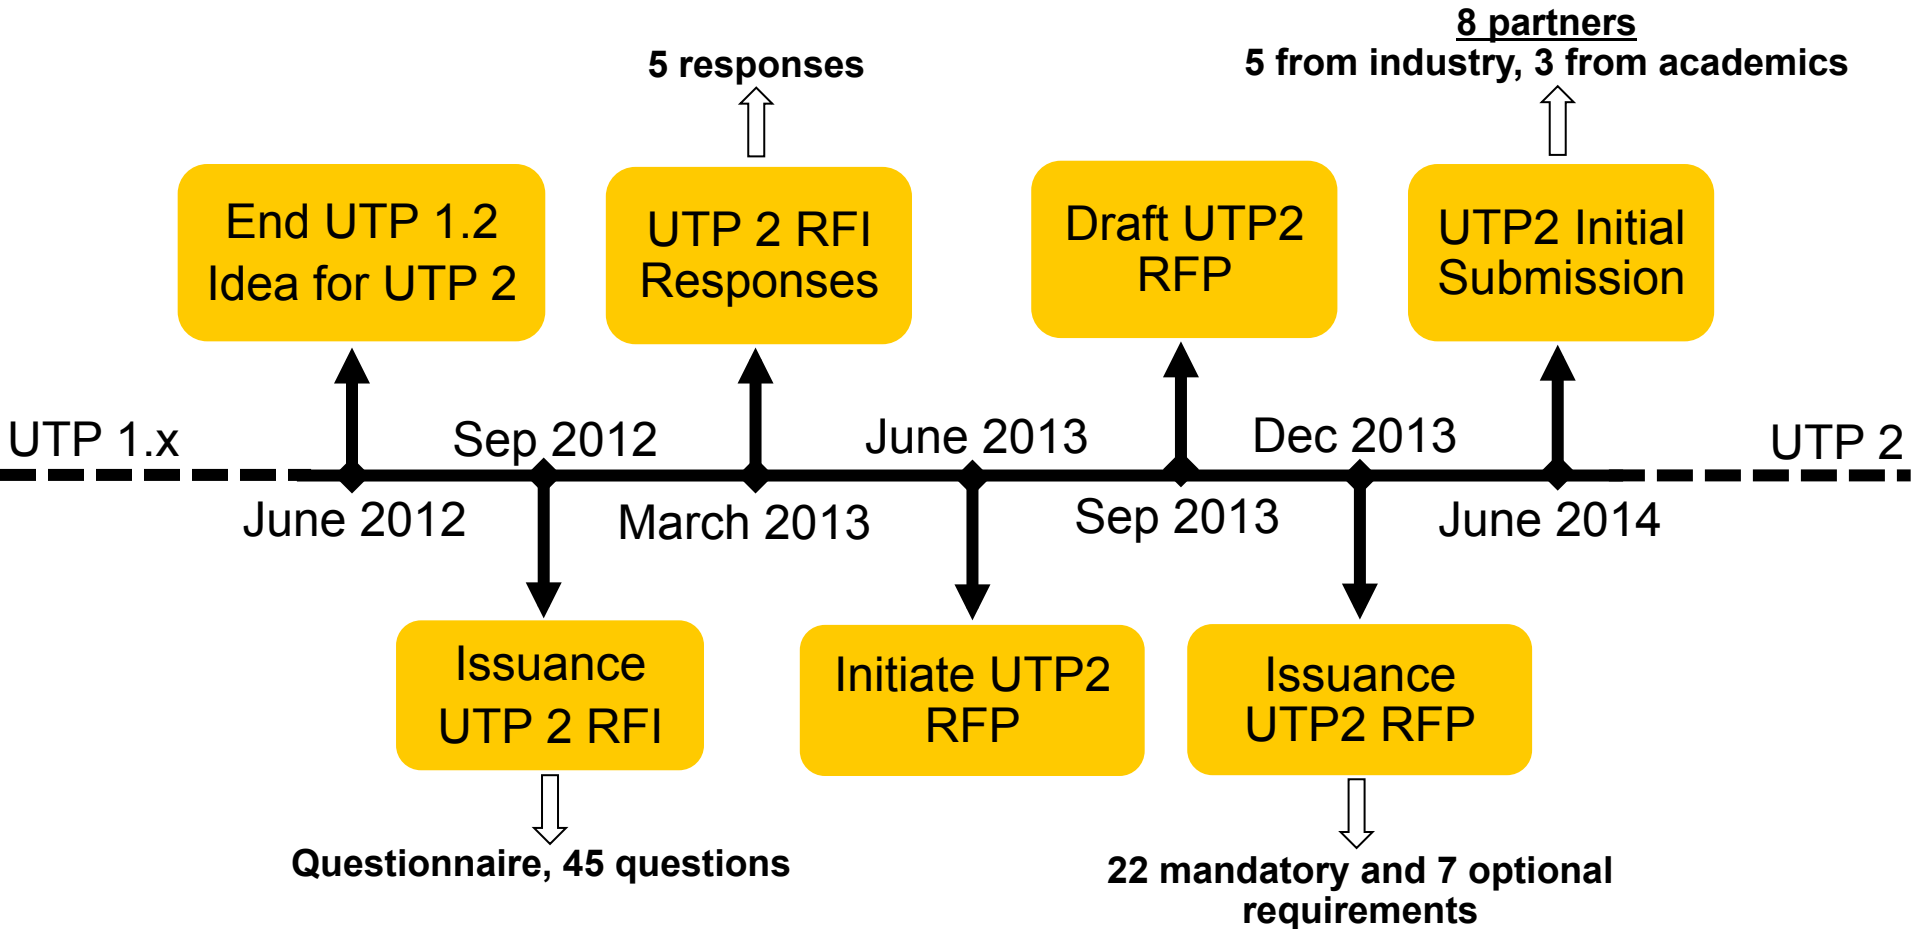 8 partners
5 from industry, 3 from academics
5 responses
End UTP 1.2
Idea for UTP 2
UTP 2 RFI
Responses
Draft UTP2
RFP
UTP2 Initial
Submission
UTP 1.x
Sep 2012
June 2013
Dec 2013
UTP 2
June 2012
March 2013
Sep 2013
June 2014
Issuance
UTP 2 RFI
Initiate UTP2
RFP
Issuance
UTP2 RFP
Questionnaire, 45 questions
22 mandatory and 7 optional
requirements